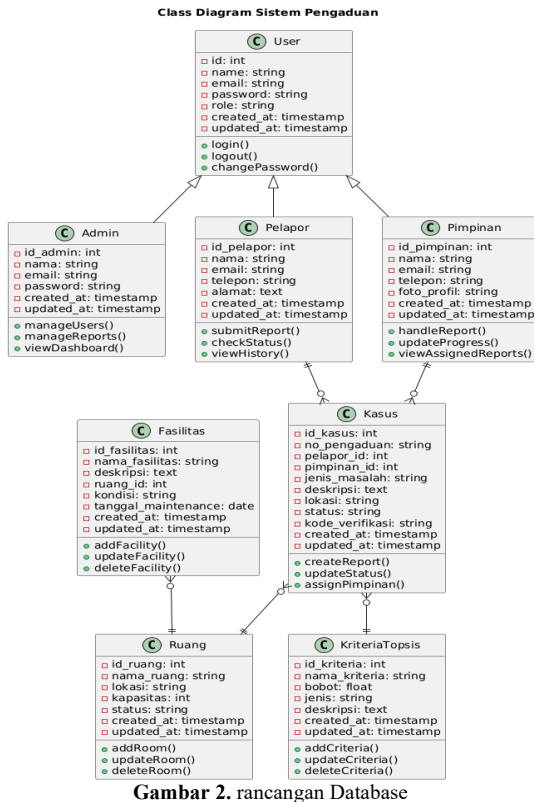 Class Diagram Sistem Pengaduan
C User
id: int
name: string
email: string
password: string
role: string
created_at: timestamp
updated_at: timestamp
login()
logout()
changePassword()
C Admin
id_admin: int
nama: string
email: string
password: string
created_at: timestamp
updated_at: timestamp
manageUsers()
manageReports()
viewDashboard()
C Pelapor
id_pelapor: int
nama: string
email: string
telepon: string
alamat: text
created_at: timestamp
updated_at: timestamp
submitReport()
checkStatus()
viewHistory()
C Pimpinan
id_pimpinan: int
nama: string
email: string
telepon: string
foto_profil: string
created_at: timestamp
updated_at: timestamp
handleReport()
updateProgress()
viewAssignedReports()
C Fasilitas
id_fasilitas: int
nama_fasilitas: string
deskripsi: text
ruang_id: int
kondisi: string
tanggal_maintenance: date
created_at: timestamp
updated_at: timestamp
addFacility()
updateFacility()
deleteFacility()
C Kasus
id_kasus: int
no_pengaduan: string
pelapor_id: int
pimpinan_id: int
jenis_masalah: string
deskripsi: text
lokasi: string
status: string
kode_verifikasi: string
created_at: timestamp
updated_at: timestamp
createReport()
updateStatus()
assignPimpinan()
C Ruang
id_ruang: int
nama_ruang: string
lokasi: string
kapasitas: int
status: string
created_at: timestamp
updated_at: timestamp
addRoom()
updateRoom()
deleteRoom()
C KriteriaTopsis
id_kriteria: int
nama_kriteria: string
bobot: float
jenis: string
deskripsi: text
created_at: timestamp
updated_at: timestamp
addCriteria()
updateCriteria()
deleteCriteria()
Gambar 2. rancangan Database